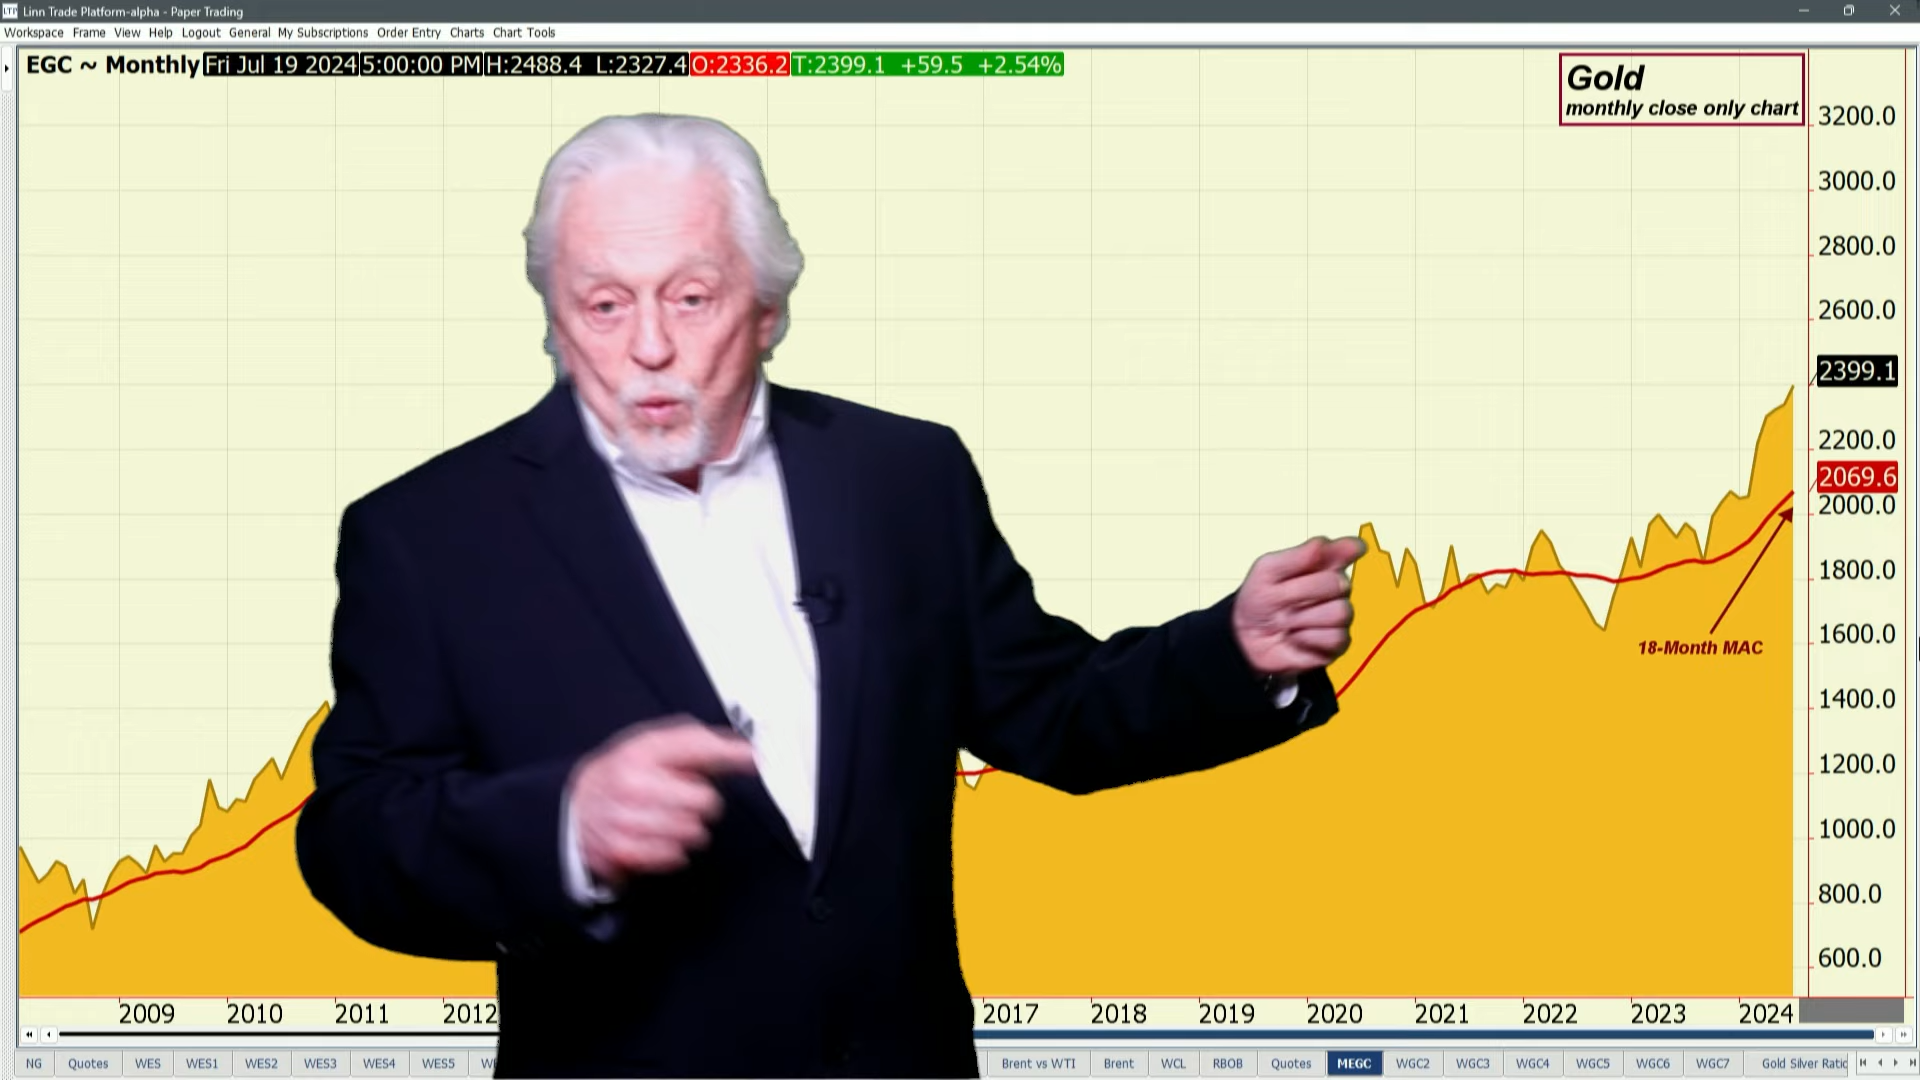 Linn Trade Platform-alpha - Paper Trading
Workspace Frame View Help Logout General My Subscriptions Order Entry Charts Chart Tools
EGC ~ Monthly Fri Jul 19 2024 5:00:00 PM H:2488.4 L:2327.4 O:2336.2 T:2399.1 +59.5 +2.54%
Gold
monthly close only chart
3200.0
3000.0
2800.0
2600.0
2399.1
2200.0
2069.6
2000.0
1800.0
1600.0
18-Month MAC
1400.0
1200.0
1000.0
800.0
600.0
2009 2010 2011 2012 2017 2018 2019 2020 2021 2022 2023 2024
NG Quotes WES WES1 WES2 WES3 WES4 WES5 Brent vs WTI Brent WCL RBOB Quotes MEGC WGC2 WGC3 WGC4 WGC5 WGC6 WGC7 Gold Silver Ratio